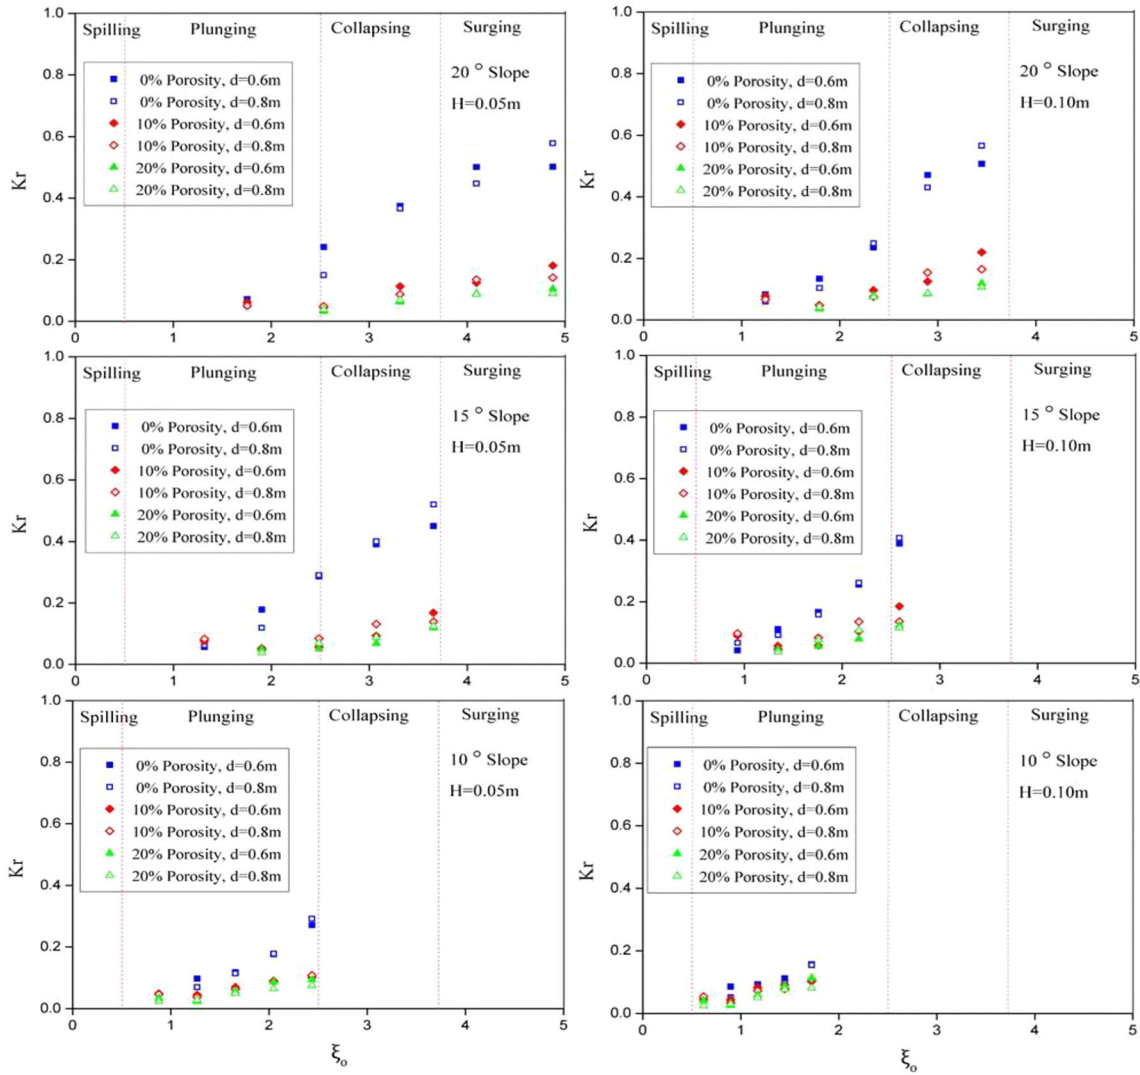 Spilling Plunging Collapsing Surging
20 ° Slope
H=0.05m
0% Porosity, d=0.6m
0% Porosity, d=0.8m
10% Porosity, d=0.6m
10% Porosity, d=0.8m
20% Porosity, d=0.6m
20% Porosity, d=0.8m
Kr
1.0
0.8
0.6
0.4
0.2
0.0
0 1 2 3 4 5
Spilling Plunging Collapsing Surging
20 ° Slope
H=0.10m
0% Porosity, d=0.6m
0% Porosity, d=0.8m
10% Porosity, d=0.6m
10% Porosity, d=0.8m
20% Porosity, d=0.6m
20% Porosity, d=0.8m
Kr
1.0
0.8
0.6
0.4
0.2
0.0
0 1 2 3 4 5
Spilling Plunging Collapsing Surging
15 ° Slope
H=0.05m
0% Porosity, d=0.6m
0% Porosity, d=0.8m
10% Porosity, d=0.6m
10% Porosity, d=0.8m
20% Porosity, d=0.6m
20% Porosity, d=0.8m
Kr
1.0
0.8
0.6
0.4
0.2
0.0
0 1 2 3 4 5
Spilling Plunging Collapsing Surging
15 ° Slope
H=0.10m
0% Porosity, d=0.6m
0% Porosity, d=0.8m
10% Porosity, d=0.6m
10% Porosity, d=0.8m
20% Porosity, d=0.6m
20% Porosity, d=0.8m
Kr
1.0
0.8
0.6
0.4
0.2
0.0
0 1 2 3 4 5
Spilling Plunging Collapsing Surging
10 ° Slope
H=0.05m
0% Porosity, d=0.6m
0% Porosity, d=0.8m
10% Porosity, d=0.6m
10% Porosity, d=0.8m
20% Porosity, d=0.6m
20% Porosity, d=0.8m
Kr
1.0
0.8
0.6
0.4
0.2
0.0
0 1 2 3 4 5
ξo
Spilling Plunging Collapsing Surging
10 ° Slope
H=0.10m
0% Porosity, d=0.6m
0% Porosity, d=0.8m
10% Porosity, d=0.6m
10% Porosity, d=0.8m
20% Porosity, d=0.6m
20% Porosity, d=0.8m
Kr
1.0
0.8
0.6
0.4
0.2
0.0
0 1 2 3 4 5
ξo